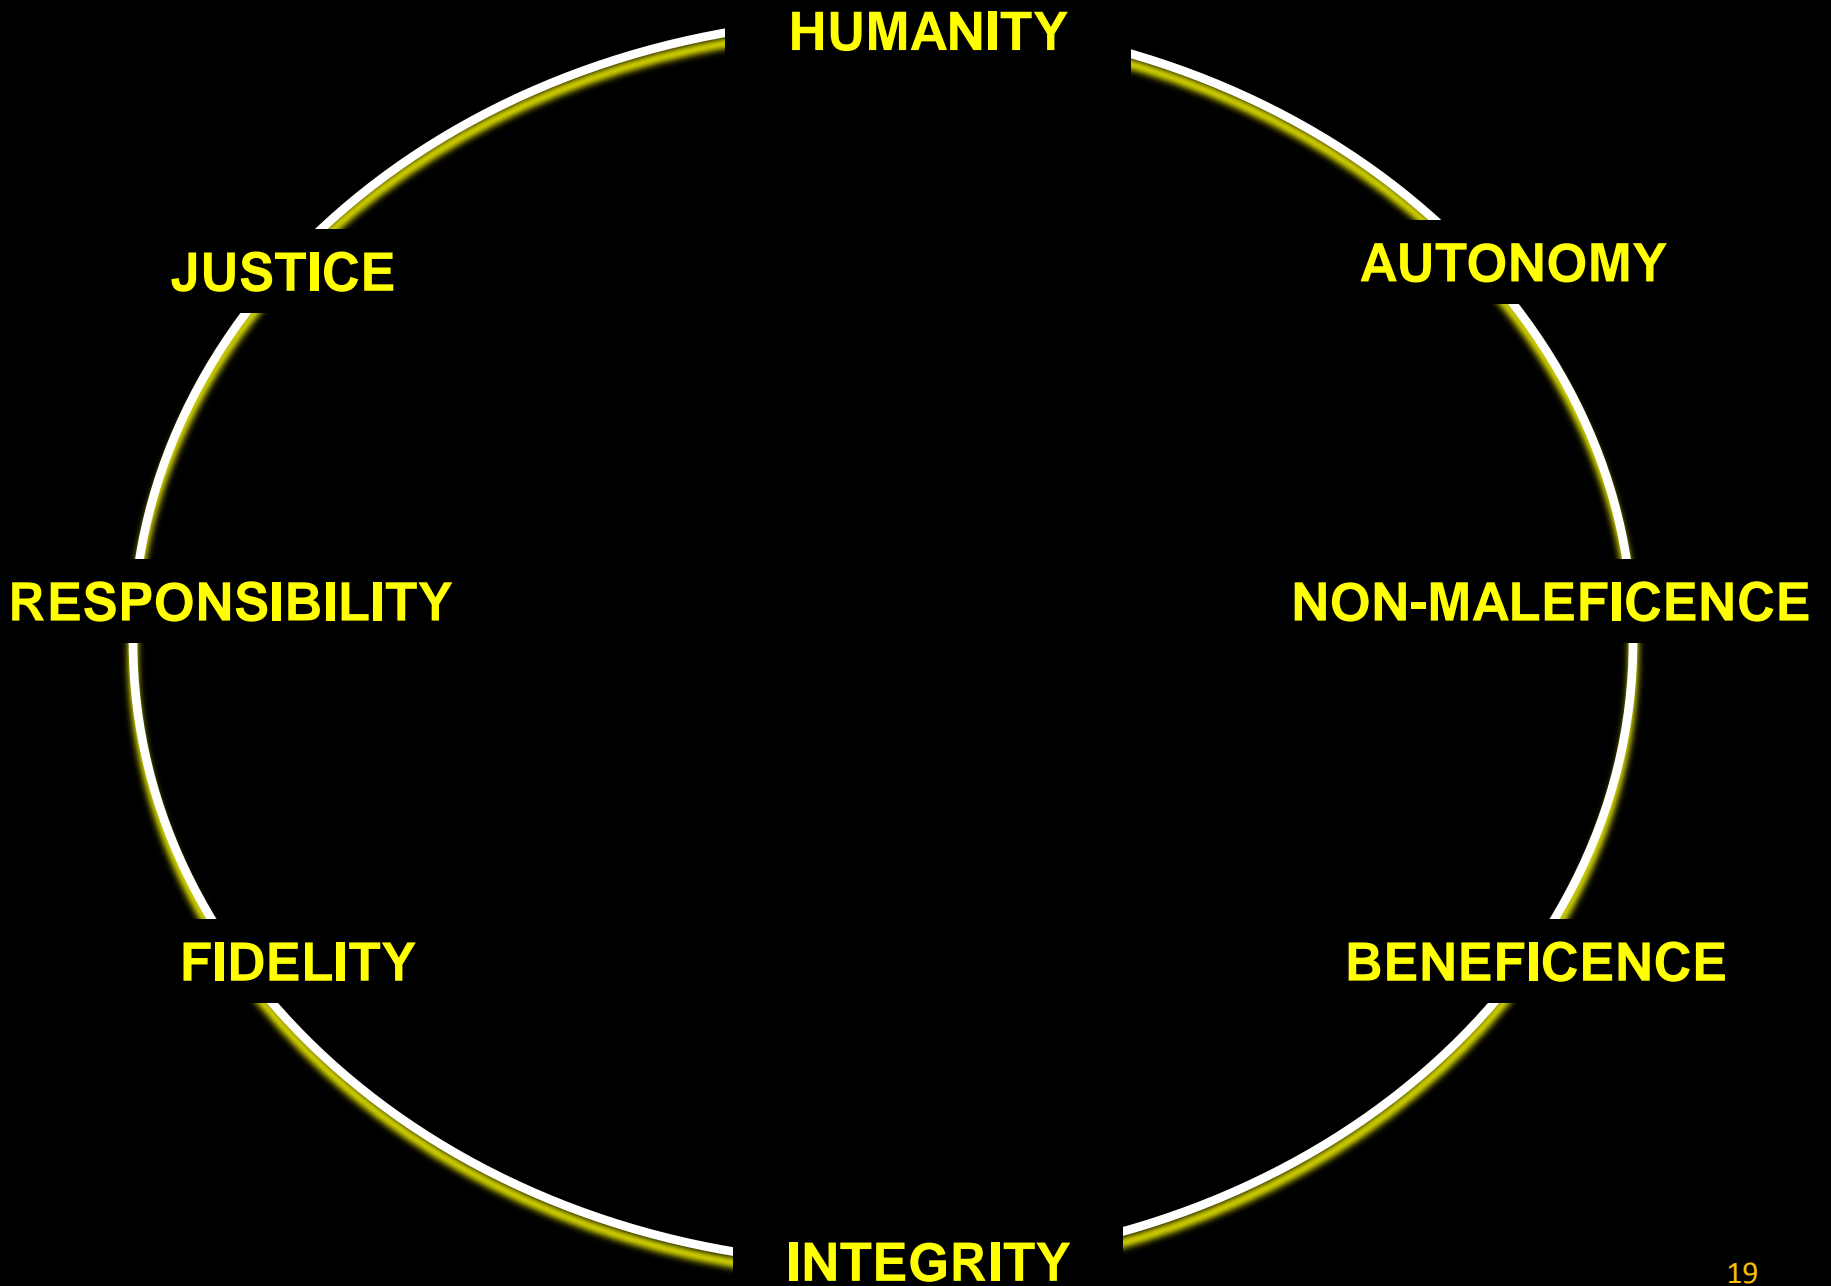 HUMANITY
JUSTICE
AUTONOMY
RESPONSIBILITY
NON-MALEFICENCE
FIDELITY
BENEFICENCE
INTEGRITY
19